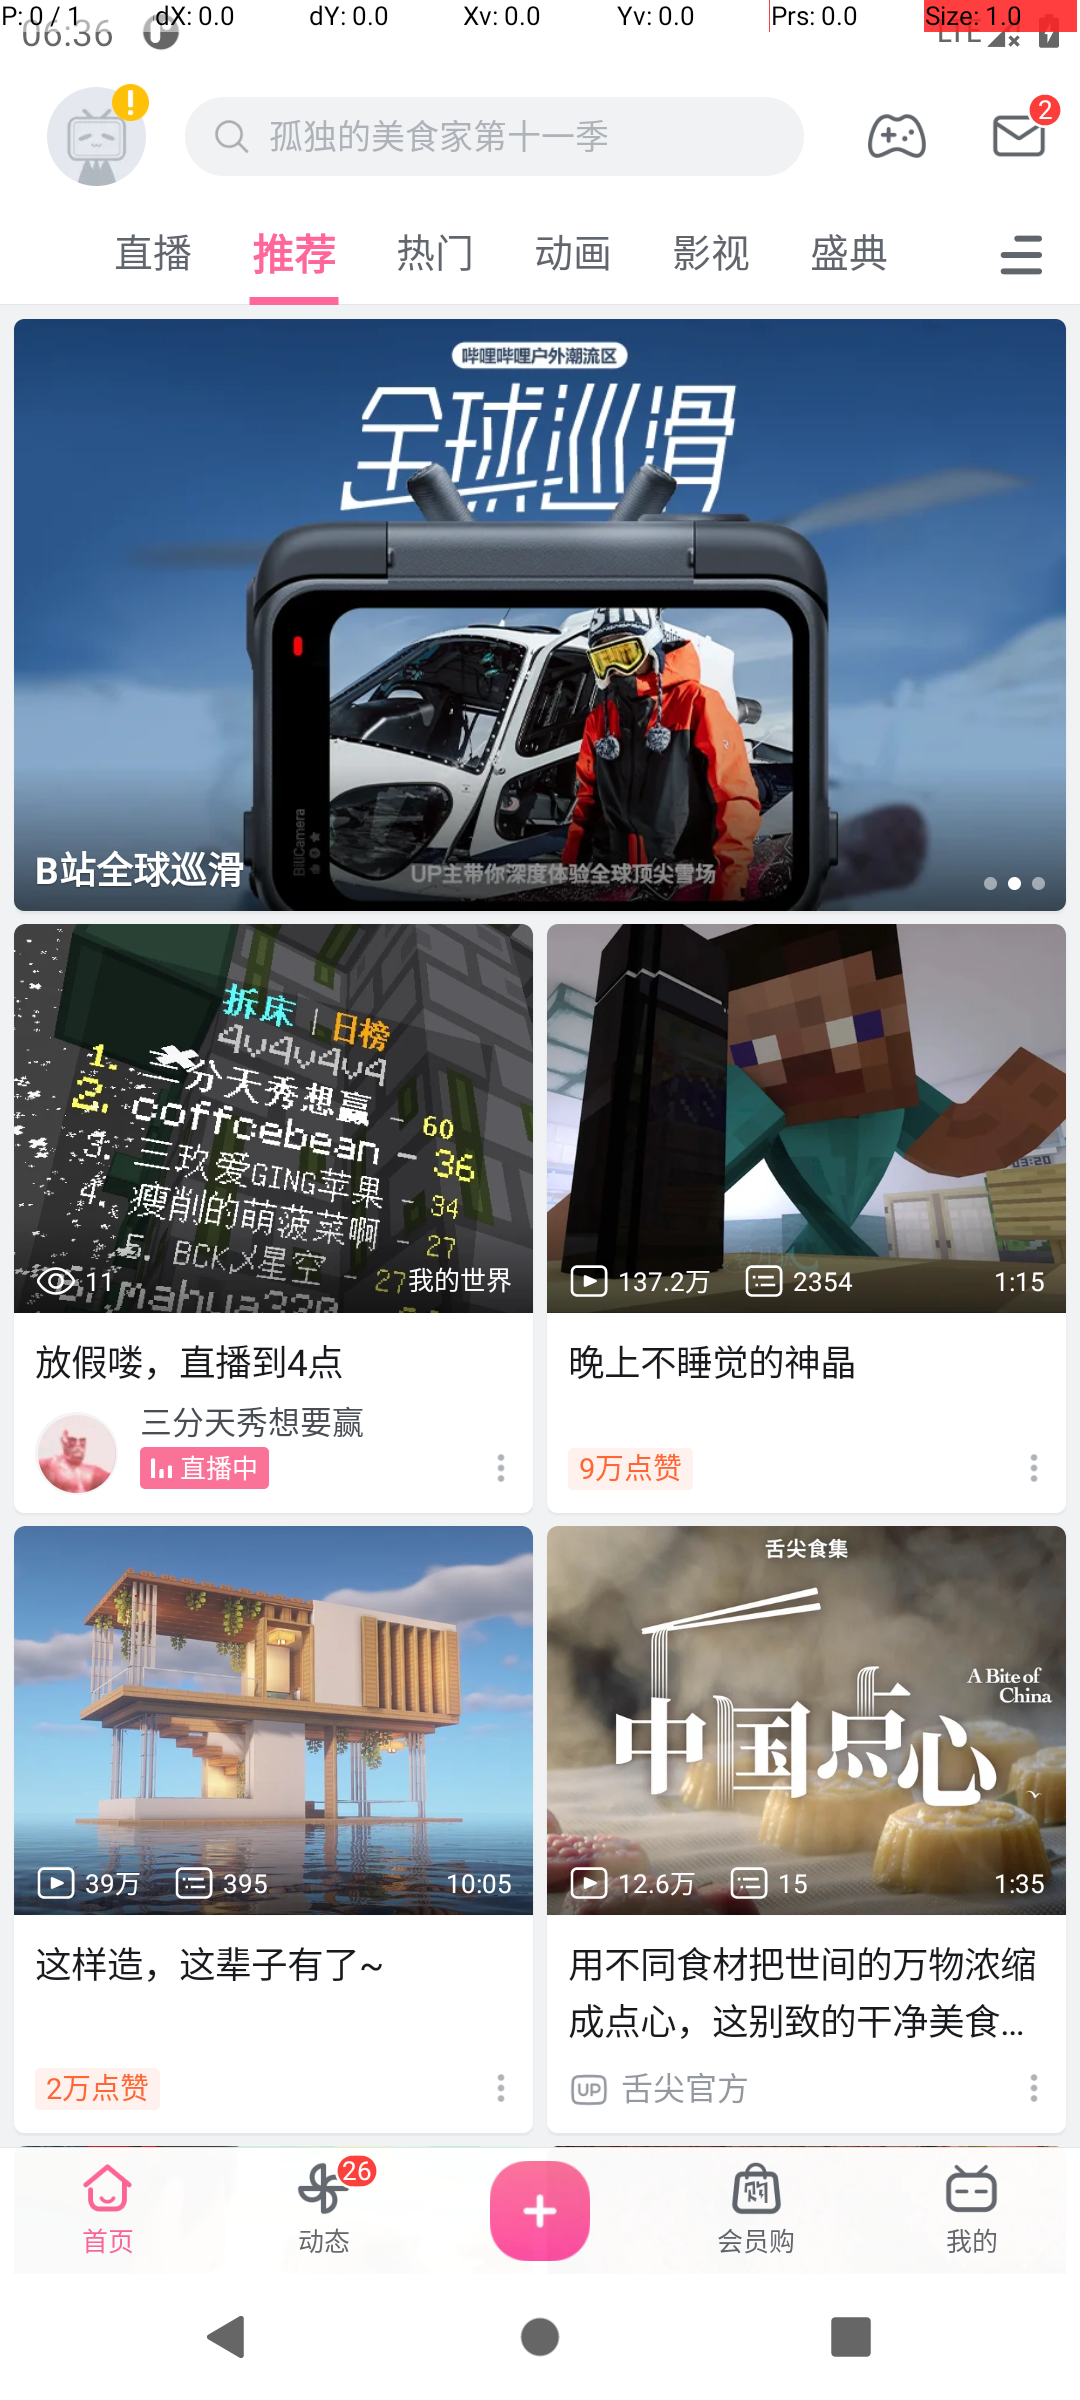 P: 0 / 1 dX: 0.0 dY: 0.0 Xv: 0.0 Yv: 0.0 Prs: 0.0 Size: 1.0
06:36 LTE
孤独的美食家第十一季
2
直播 推荐 热门 动画 影视 盛典
哔哩哔哩户外潮流区
全球巡滑
BiliCamera
UP主带你深度体验全球顶尖雪场
B站全球巡滑
拆床 | 日榜
4v4v4v4
1. 三分天秀想赢 - 60
2. coffcebean - 36
3. 三玖爱GING苹果 - 34
4. 瘦削的萌菠菜啊 - 27
5. BCK乄星空 - 27
11 我的世界
放假喽，直播到4点
三分天秀想要赢
直播中
137.2万 2354 1:15
晚上不睡觉的神晶
9万点赞
39万 395 10:05
这样造，这辈子有了~
2万点赞
舌尖食集
A Bite of
China
中国点心
12.6万 15 1:35
用不同食材把世间的万物浓缩
成点心，这别致的干净美食...
UP 舌尖官方
26
首页 动态 会员购 我的